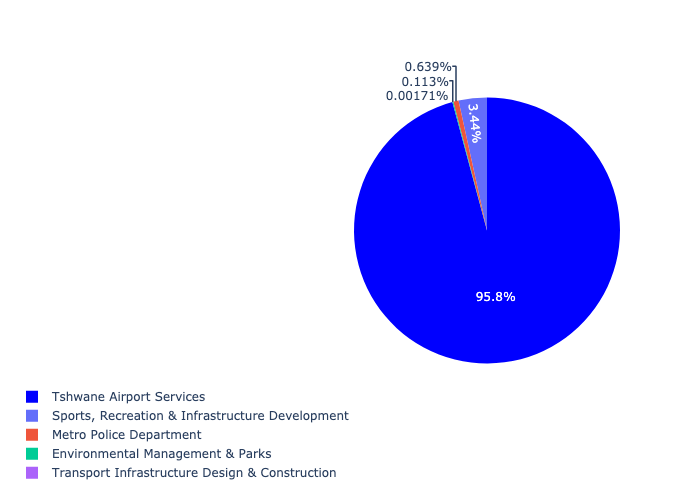 0.639%
0.113%
0.00171%
3.44%
95.8%
Tshwane Airport Services
Sports, Recreation & Infrastructure Development
Metro Police Department
Environmental Management & Parks
Transport Infrastructure Design & Construction